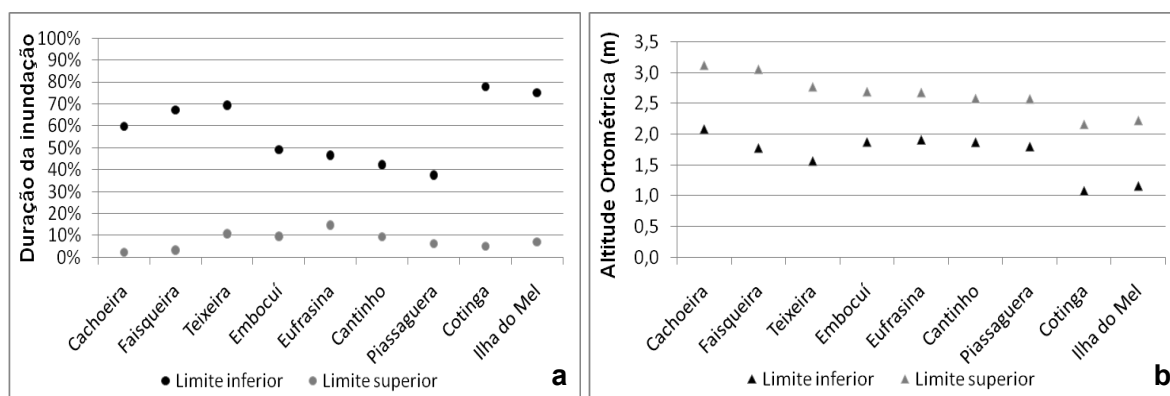 Duração da inundação
100%
90%
80%
70%
60%
50%
40%
30%
20%
10%
0%
Cachoeira
Faisqueira
Teixeira
Embocuí
Eufrasina
Cantinho
Piassaguera
Cotinga
Ilha do Mel
Limite inferior
Limite superior
a
Altitude Ortométrica (m)
3,5
3,0
2,5
2,0
1,5
1,0
0,5
0,0
Cachoeira
Faisqueira
Teixeira
Embocuí
Eufrasina
Cantinho
Piassaguera
Cotinga
Ilha do Mel
Limite inferior
Limite superior
b